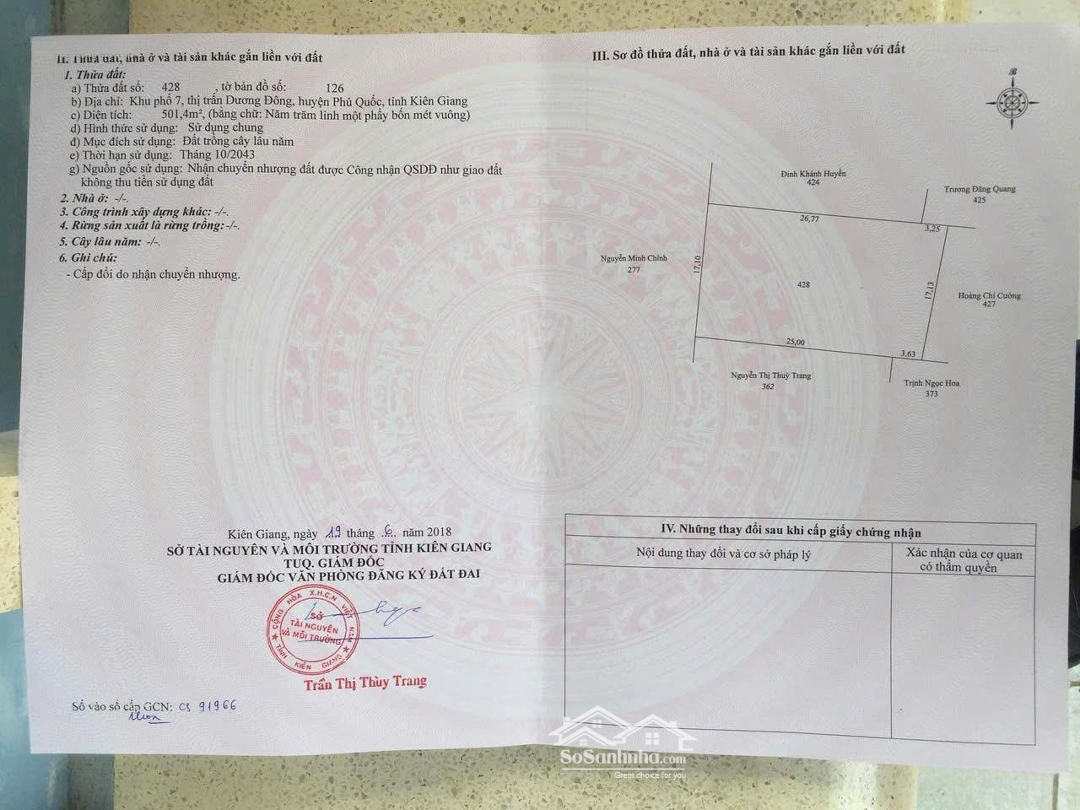 II. Thửa đất, nhà ở và tài sản khác gắn liền với đất
1. Thửa đất:
a) Thửa đất số: 428 , tờ bản đồ số: 126
b) Địa chỉ: Khu phố 7, thị trấn Dương Đông, huyện Phú Quốc, tỉnh Kiên Giang
c) Diện tích: 501,4m², (bằng chữ: Năm trăm linh một phẩy bốn mét vuông)
d) Hình thức sử dụng: Sử dụng chung
đ) Mục đích sử dụng: Đất trồng cây lâu năm
e) Thời hạn sử dụng: Tháng 10/2043
g) Nguồn gốc sử dụng: Nhận chuyển nhượng đất được Công nhận QSDĐ như giao đất
không thu tiền sử dụng đất
2. Nhà ở: -/-.
3. Công trình xây dựng khác: -/-.
4. Rừng sản xuất là rừng trồng: -/-.
5. Cây lâu năm: -/-.
6. Ghi chú:
- Cấp đổi do nhận chuyển nhượng.
Kiên Giang, ngày 19 tháng 6 năm 2018
SỞ TÀI NGUYÊN VÀ MÔI TRƯỜNG TỈNH KIÊN GIANG
TUQ. GIÁM ĐỐC
GIÁM ĐỐC VĂN PHÒNG ĐĂNG KÝ ĐẤT ĐAI
CỘNG HÒA X.H.C.N VIỆT N.M
SỞ
TÀI NGUYÊN
VÀ MÔI TRƯỜNG
TỈNH KIÊN GIANG
Trần Thị Thùy Trang
Số vào sổ cấp GCN: CS 91966
III. Sơ đồ thửa đất, nhà ở và tài sản khác gắn liền với đất
B
Đinh Khánh Huyền
424
Trương Đăng Quang
425
26,77
3,25
Nguyễn Minh Chính
277
17,10
428
17,13
Hoàng Chí Cường
427
25,00
3,63
Nguyễn Thị Thuỳ Trang
362
Trịnh Ngọc Hoa
373
IV. Những thay đổi sau khi cấp giấy chứng nhận
Nội dung thay đổi và cơ sở pháp lý
Xác nhận của cơ quan
có thẩm quyền
SoSanhnha.com
Great choice for you